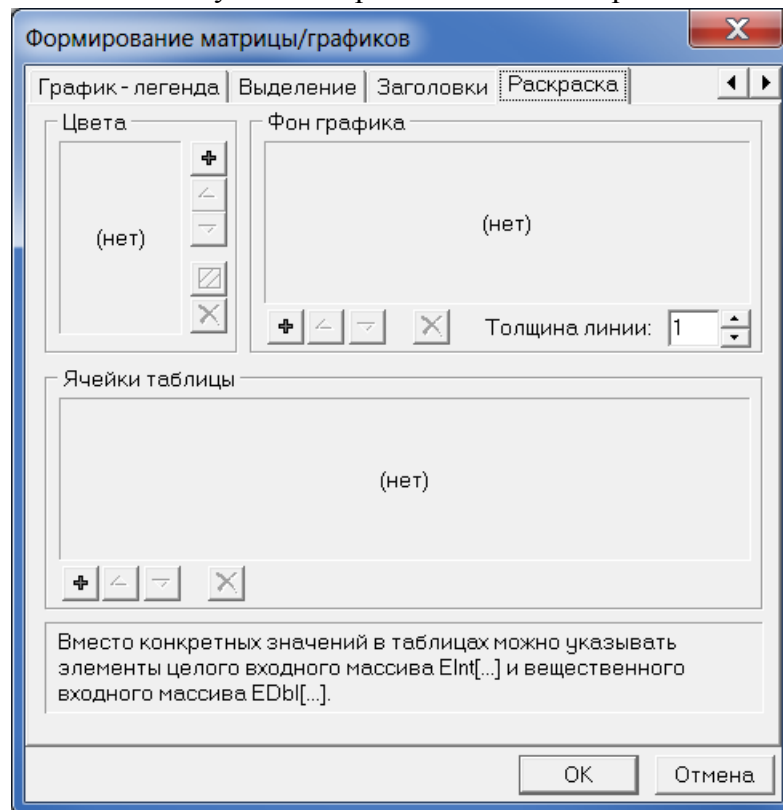 Формирование матрицы/графиков
График - легенда Выделение Заголовки Раскраска
Цвета Фон графика
(нет) (нет)
Толщина линии: 1
Ячейки таблицы
(нет)
Вместо конкретных значений в таблицах можно указывать
элементы целого входного массива EInt[...] и вещественного
входного массива EDbl[...].
OK Отмена